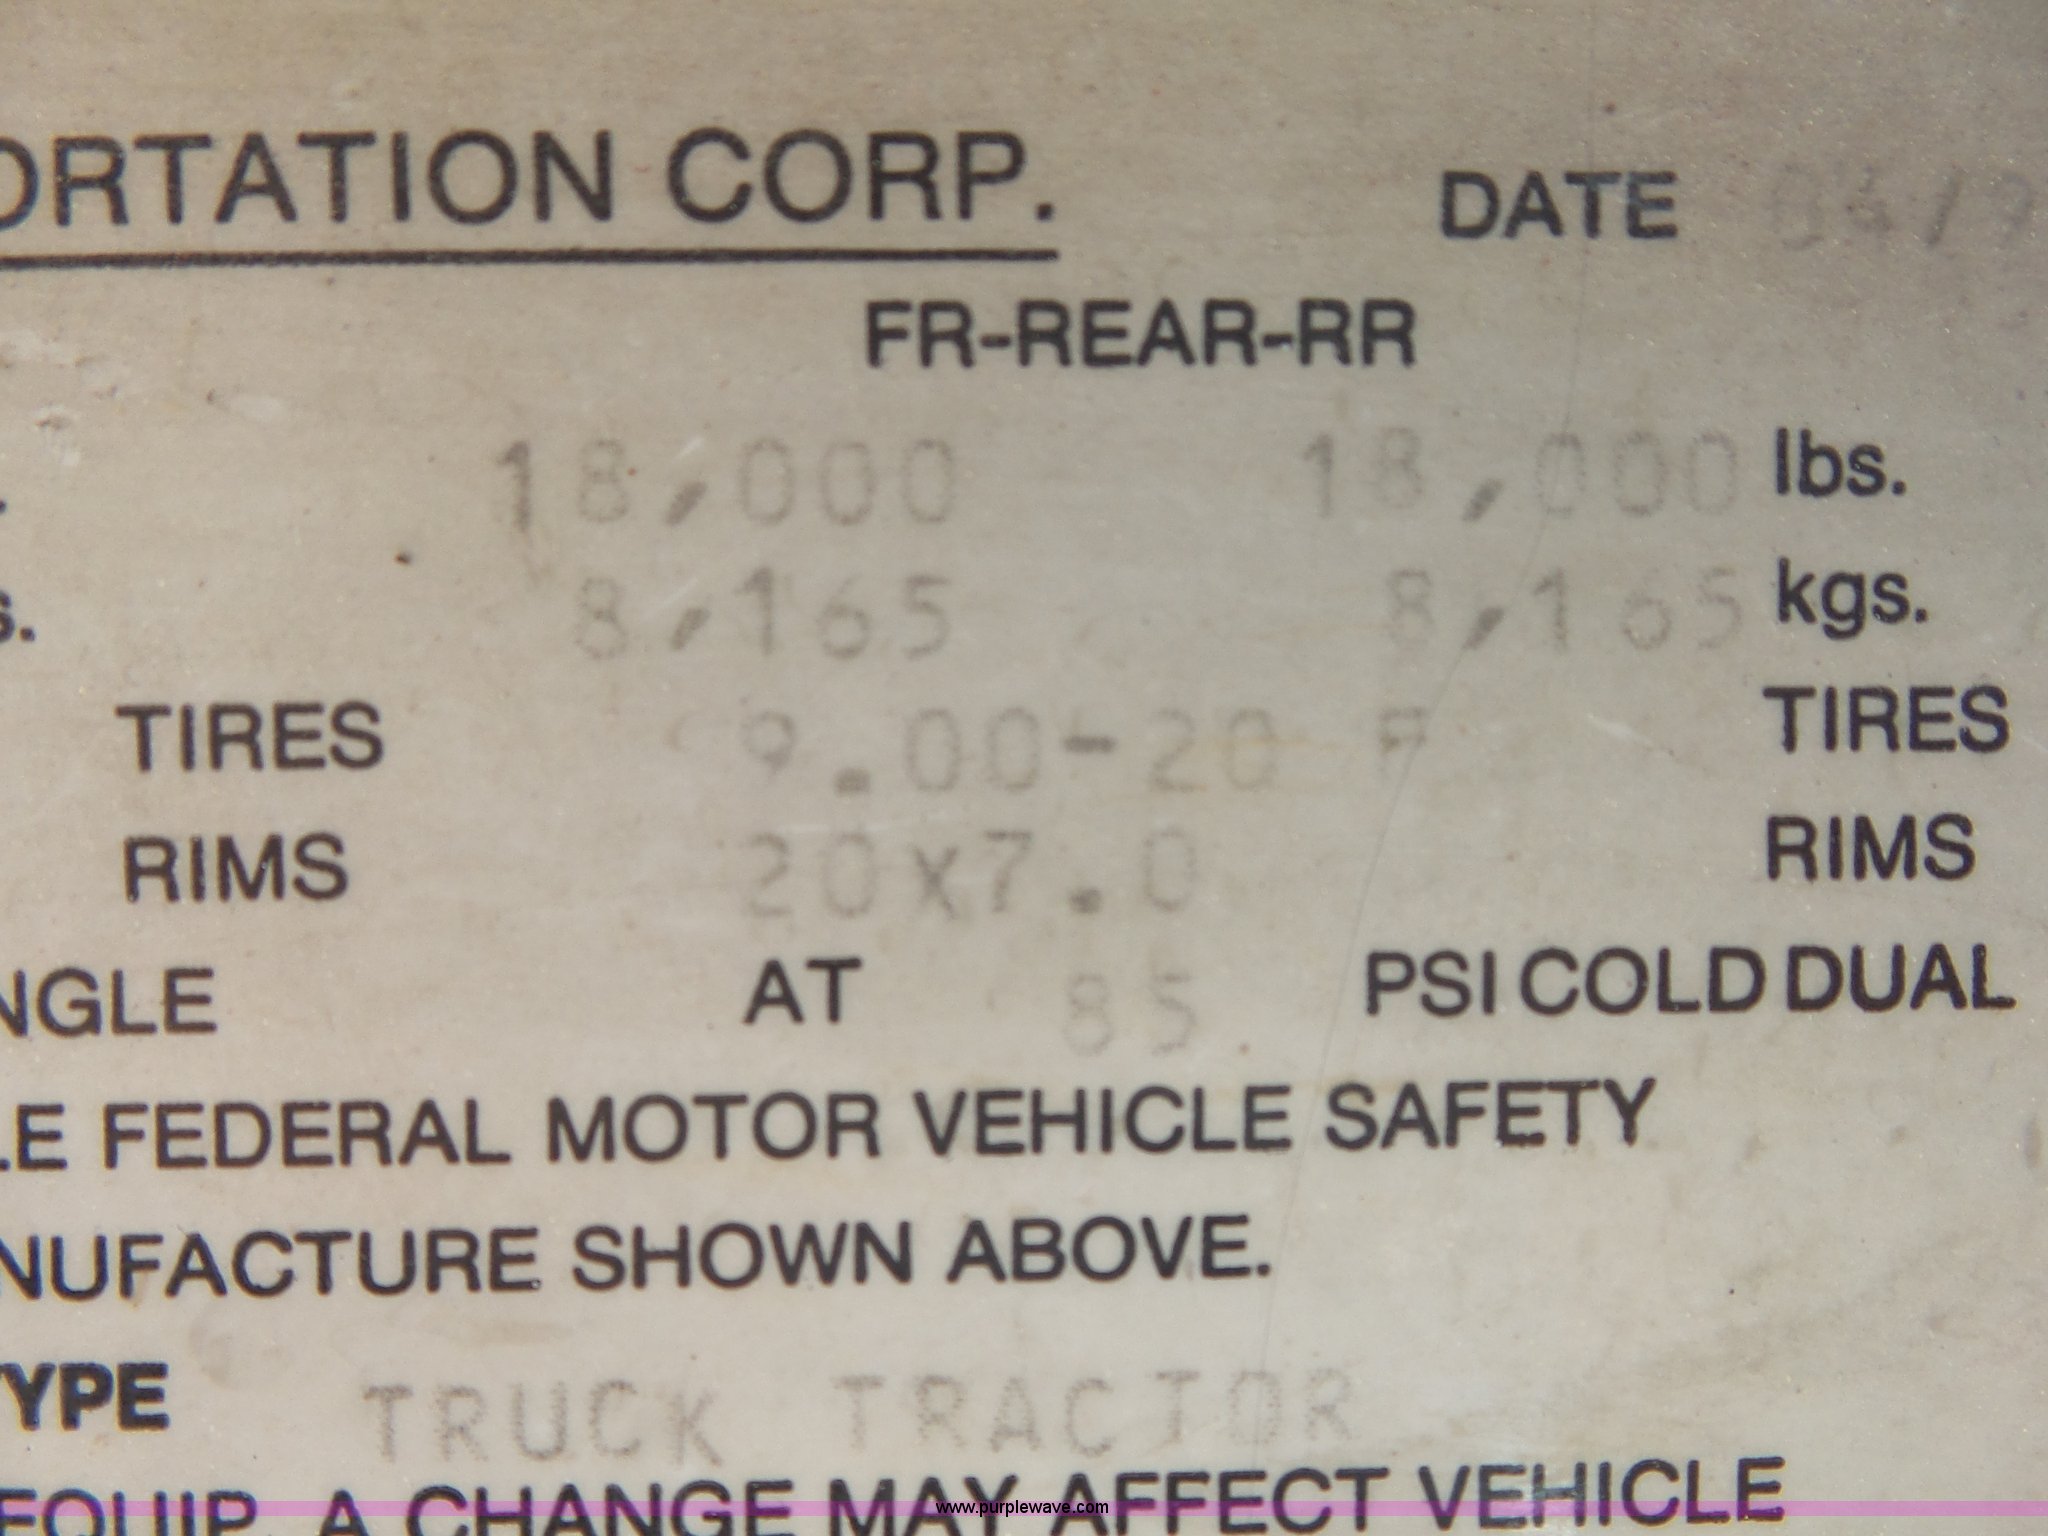 ORTATION CORP. DATE
FR-REAR-RR
18,000 18,000 lbs.
s. 8,165 8,165 kgs.
TIRES 9.00-20 F TIRES
RIMS 20x7.0 RIMS
NGLE AT 85 PSI COLD DUAL
LE FEDERAL MOTOR VEHICLE SAFETY
NUFACTURE SHOWN ABOVE.
TYPE TRUCK TRACTOR
EQUIP. A CHANGE MAY AFFECT VEHICLE
www.purplewave.com